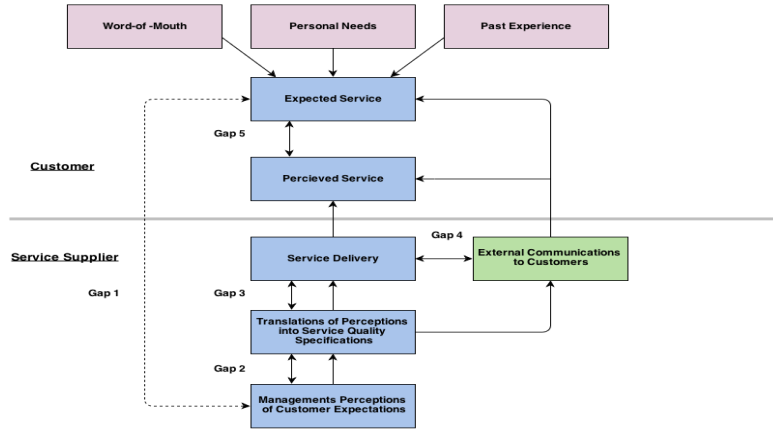 Word-of -Mouth
Personal Needs
Past Experience
Expected Service
Gap 5
Customer
Percieved Service
Gap 4
Service Supplier
Service Delivery
External Communications
to Customers
Gap 1
Gap 3
Translations of Perceptions
into Service Quality
Specifications
Gap 2
Managements Perceptions
of Customer Expectations